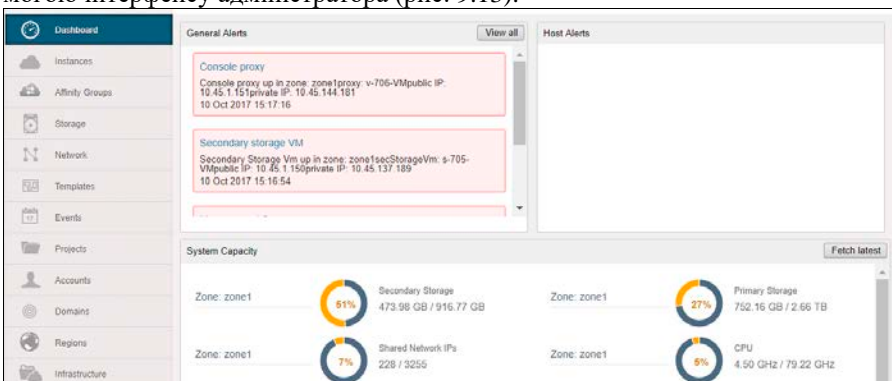 могою інтерфейсу адміністратора (рис. 9.13).
Dashboard
Instances
Affinity Groups
Storage
Network
Templates
Events
Projects
Accounts
Domains
Regions
Infrastructure
General Alerts
View all
Console proxy
Console proxy up in zone: zone1proxy: v-706-VMpublic IP:
10.45.1.151private IP: 10.45.144.181
10 Oct 2017 15:17:16
Secondary storage VM
Secondary Storage Vm up in zone: zone1secStorageVm: s-705-
VMpublic IP: 10.45.1.150private IP: 10.45.137.189
10 Oct 2017 15:16:54
Host Alerts
System Capacity
Fetch latest
Zone: zone1
51%
Secondary Storage
473.98 GB / 916.77 GB
Zone: zone1
27%
Primary Storage
752.16 GB / 2.66 TB
Zone: zone1
7%
Shared Network IPs
228 / 3255
Zone: zone1
6%
CPU
4.50 GHz / 79.22 GHz